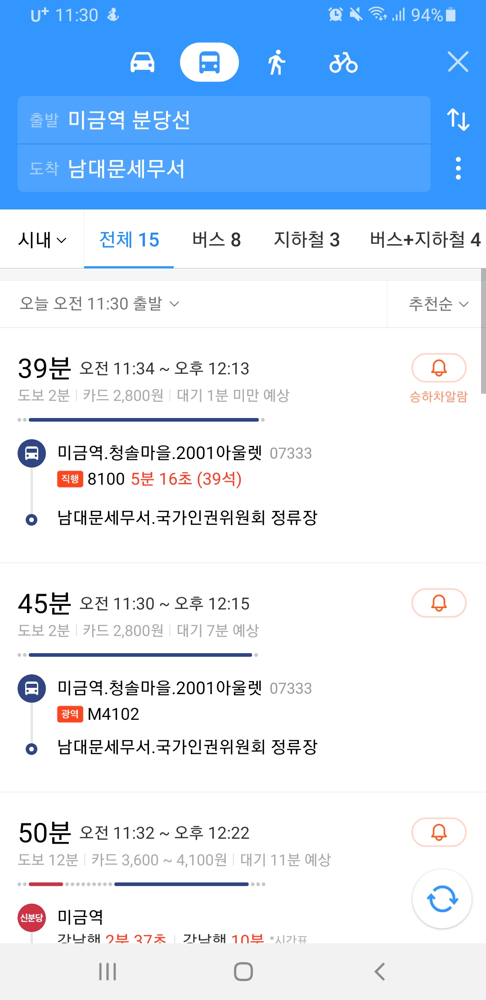 U⁺ 11:30 94%
출발 미금역 분당선
도착 남대문세무서
시내 전체 15 버스 8 지하철 3 버스+지하철 4
오늘 오전 11:30 출발 추천순
39분 오전 11:34 ~ 오후 12:13
도보 2분 카드 2,800원 대기 1분 미만 예상 승하차알람
미금역.청솔마을.2001아울렛 07333
직행 8100 5분 16초 (39석)
남대문세무서.국가인권위원회 정류장
45분 오전 11:30 ~ 오후 12:15
도보 2분 카드 2,800원 대기 7분 예상
미금역.청솔마을.2001아울렛 07333
광역 M4102
남대문세무서.국가인권위원회 정류장
50분 오전 11:32 ~ 오후 12:22
도보 12분 카드 3,600 ~ 4,100원 대기 11분 예상
신분당 미금역
강남행 2분 37초 강남행 10분 *시간표